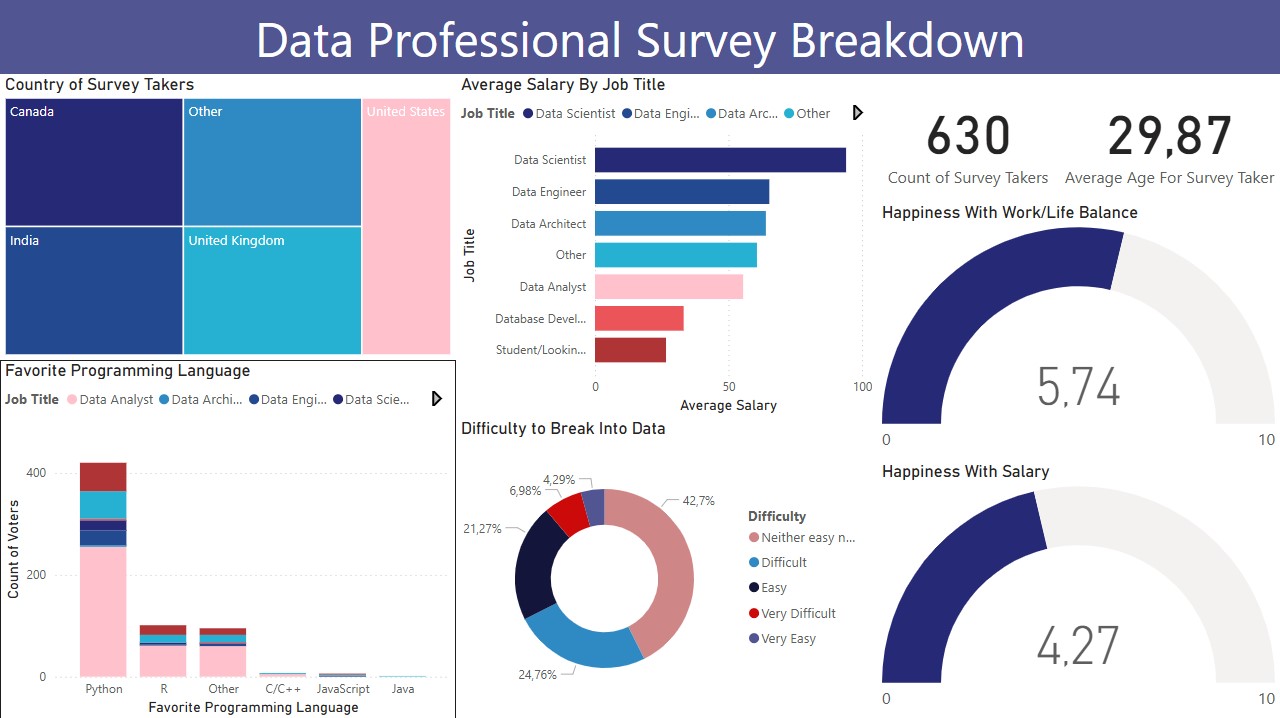 Data Professional Survey Breakdown
Country of Survey Takers
Canada
Other
United States
India
United Kingdom
Average Salary By Job Title
Job Title Data Scientist Data Engi... Data Arc... Other
Job Title
Data Scientist
Data Engineer
Data Architect
Other
Data Analyst
Database Devel...
Student/Lookin...
0 50 100
Average Salary
630
Count of Survey Takers
29,87
Average Age For Survey Taker
Happiness With Work/Life Balance
5,74
0 10
Favorite Programming Language
Job Title Data Analyst Data Archi... Data Engi... Data Scie...
Count of Voters
400
200
0
Python R Other C/C++ JavaScript Java
Favorite Programming Language
Difficulty to Break Into Data
42,7%
24,76%
21,27%
6,98%
4,29%
Difficulty
Neither easy n...
Difficult
Easy
Very Difficult
Very Easy
Happiness With Salary
4,27
0 10